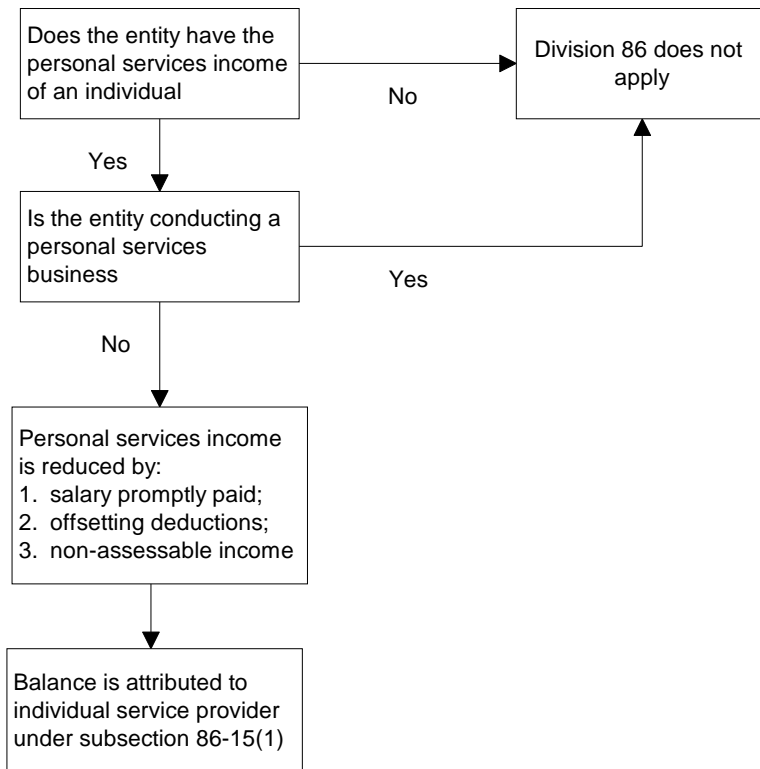 Does the entity have the
personal services income
of an individual
Division 86 does not
apply
No
Yes
Is the entity conducting a
personal services
business
Yes
No
Personal services income
is reduced by:
1. salary promptly paid;
2. offsetting deductions;
3. non-assessable income
Balance is attributed to
individual service provider
under subsection 86-15(1)